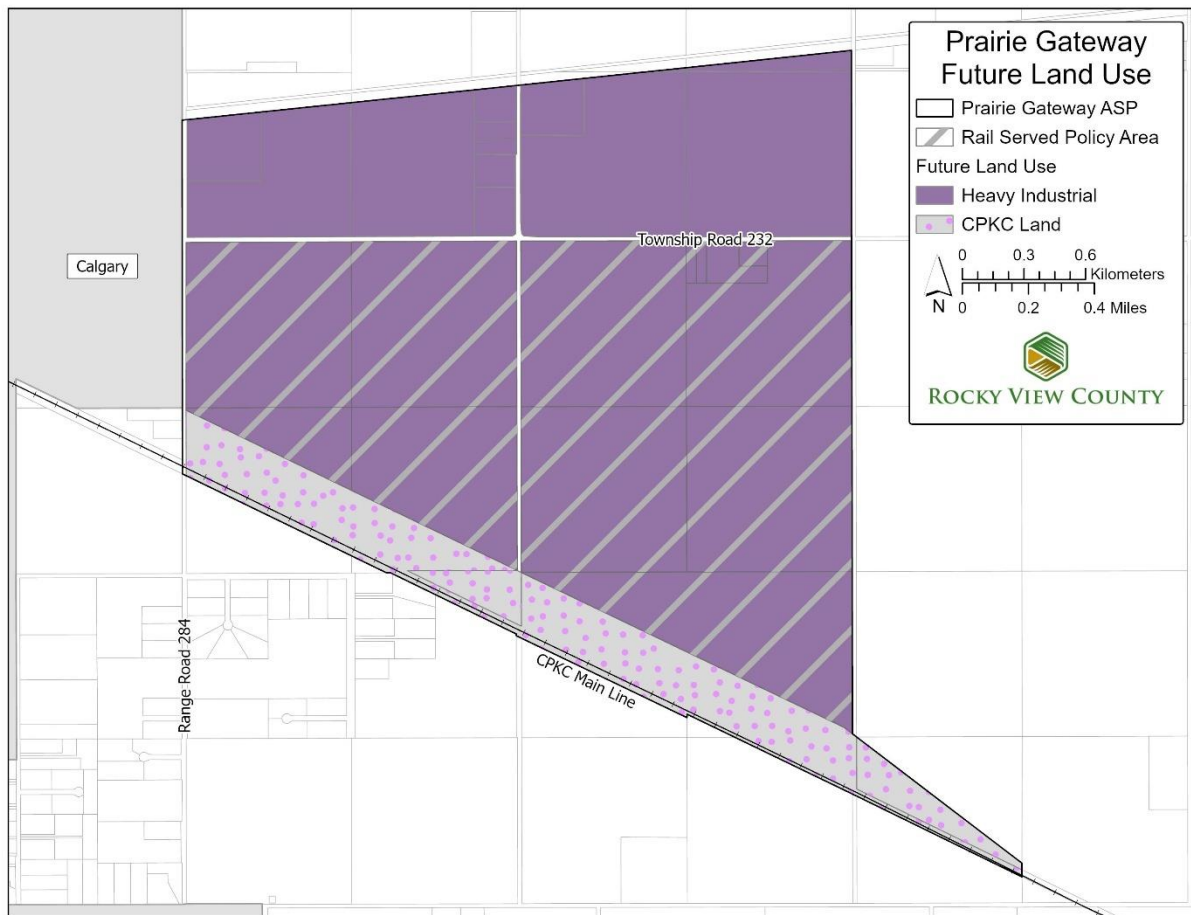 Prairie Gateway
Future Land Use
Prairie Gateway ASP
Rail Served Policy Area
Future Land Use
Heavy Industrial
CPKC Land
0 0.3 0.6
Kilometers
N
0 0.2 0.4 Miles
ROCKY VIEW COUNTY
Township Road 232
Calgary
Range Road 284
CPKC Main Line